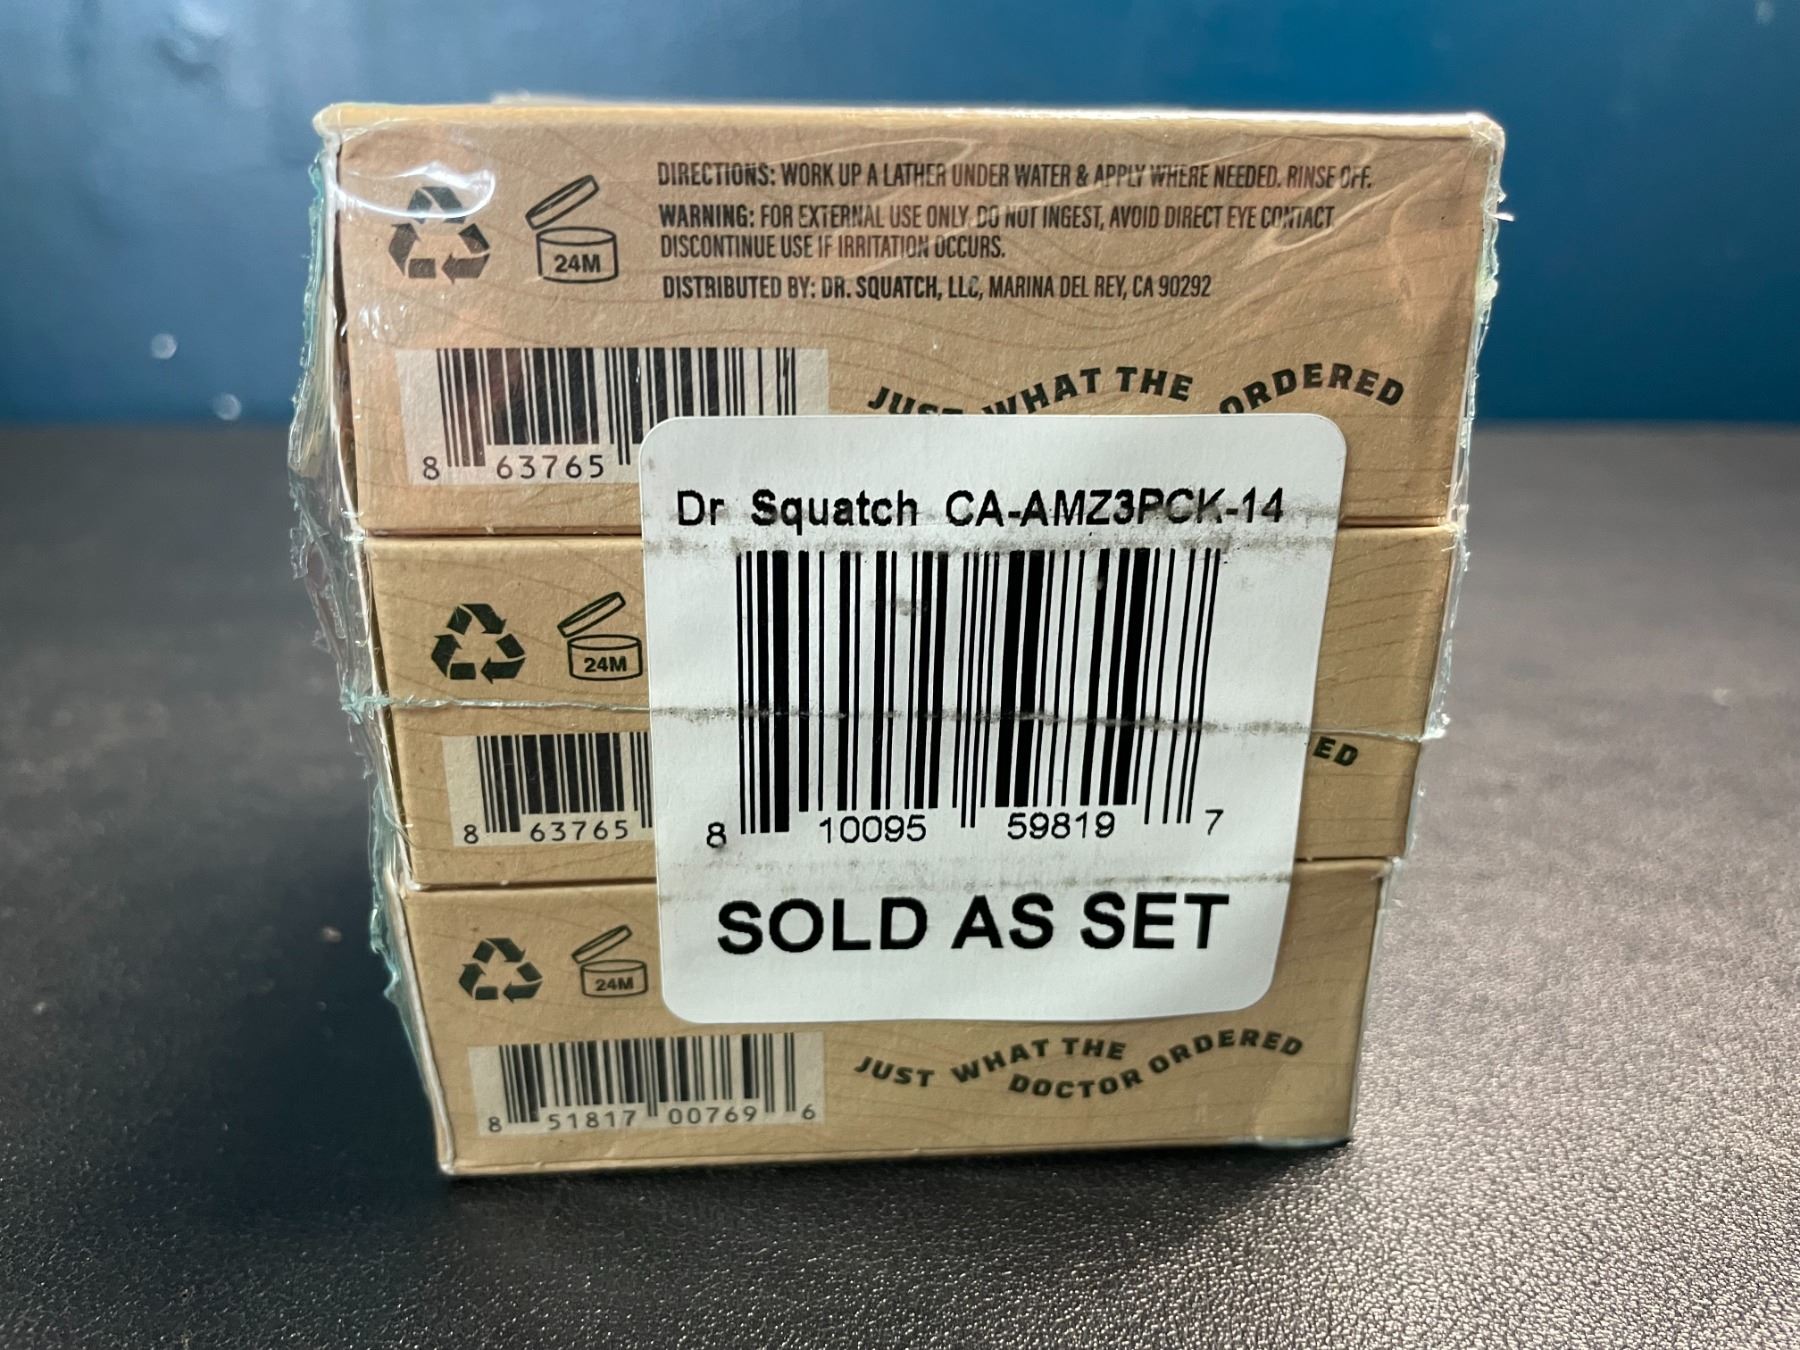 DIRECTIONS: WORK UP A LATHER UNDER WATER & APPLY WHERE NEEDED. RINSE OFF.
WARNING: FOR EXTERNAL USE ONLY. DO NOT INGEST, AVOID DIRECT EYE CONTACT.
DISCONTINUE USE IF IRRITATION OCCURS.
DISTRIBUTED BY: DR. SQUATCH, LLC, MARINA DEL REY, CA 90292
24M
JUST WHAT THE ORDERED
8 63765
Dr Squatch CA-AMZ3PCK-14
24M
ED
8 63765
8 10095 59819 7
SOLD AS SET
24M
JUST WHAT THE
DOCTOR ORDERED
8 51817 00769 6